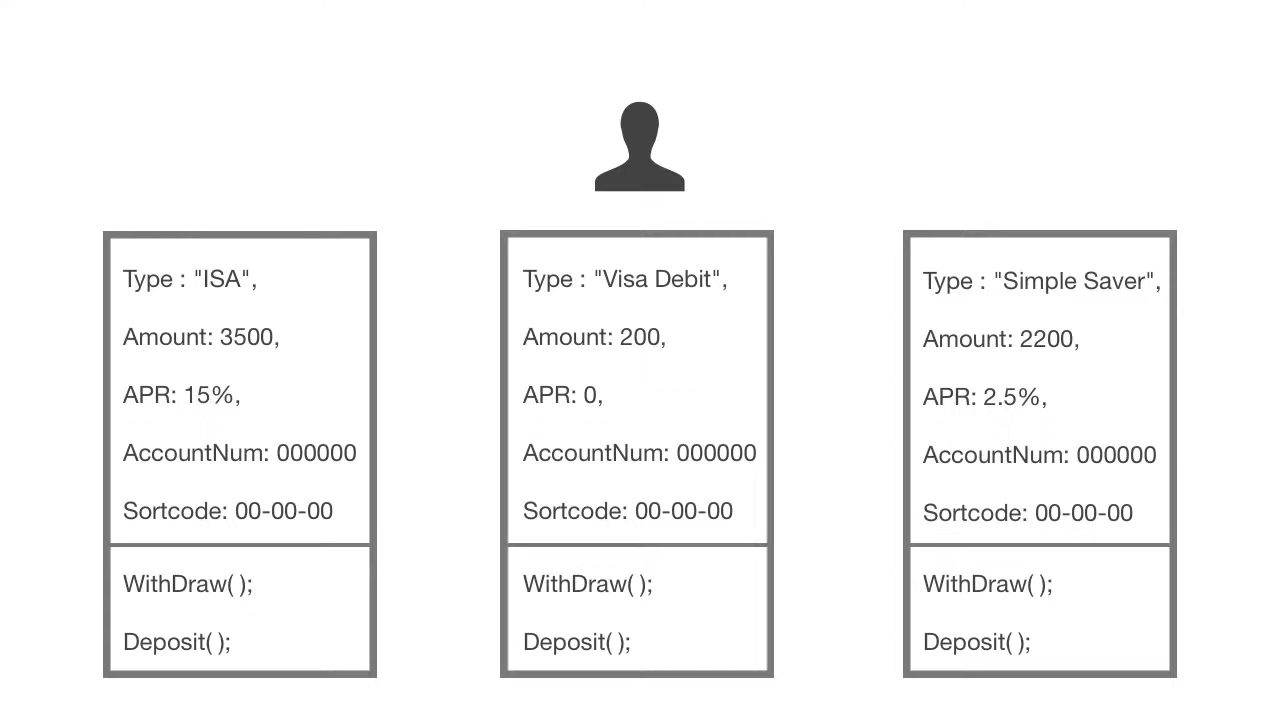 Type : "ISA",
Amount: 3500,
APR: 15%,
AccountNum: 000000
Sortcode: 00-00-00
WithDraw( );
Deposit( );
Type : "Visa Debit",
Amount: 200,
APR: 0,
AccountNum: 000000
Sortcode: 00-00-00
WithDraw( );
Deposit( );
Type : "Simple Saver",
Amount: 2200,
APR: 2.5%,
AccountNum: 000000
Sortcode: 00-00-00
WithDraw( );
Deposit( );